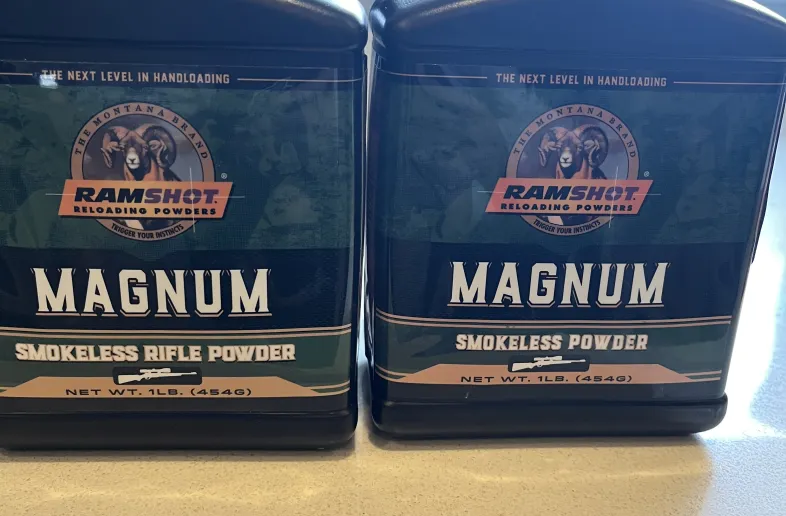 THE NEXT LEVEL IN HANDLOADING
THE MONTANA BRAND
RAMSHOT.®
RELOADING POWDERS
TRIGGER YOUR INSTINCTS
MAGNUM
SMOKELESS RIFLE POWDER
NET WT. 1LB. (454G)
THE NEXT LEVEL IN HANDLOADING
THE MONTANA BRAND
RAMSHOT.®
RELOADING POWDERS
TRIGGER YOUR INSTINCTS
MAGNUM
SMOKELESS POWDER
NET WT. 1LB. (454G)